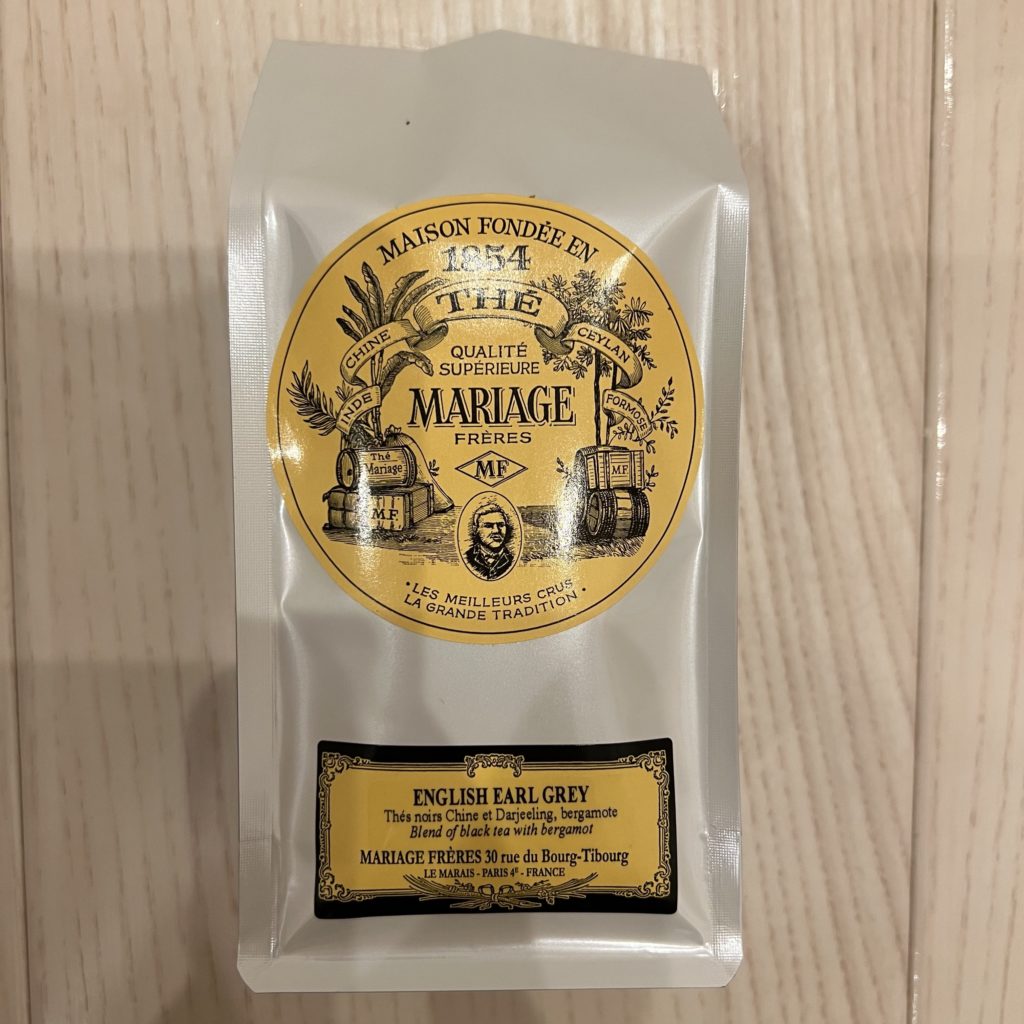 MAISON FONDÉE EN
1854
THÉ
CHINE
CEYLAN
INDE
FORMOSE
QUALITÉ
SUPÉRIEURE
MARIAGE
FRÈRES
MF
Thé
Mariage
M.F.
M.F.
• LES MEILLEURS CRUS
LA GRANDE TRADITION •
ENGLISH EARL GREY
Thés noirs Chine et Darjeeling, bergamote
Blend of black tea with bergamot
MARIAGE FRÈRES 30 rue du Bourg-Tibourg
LE MARAIS - PARIS 4E - FRANCE